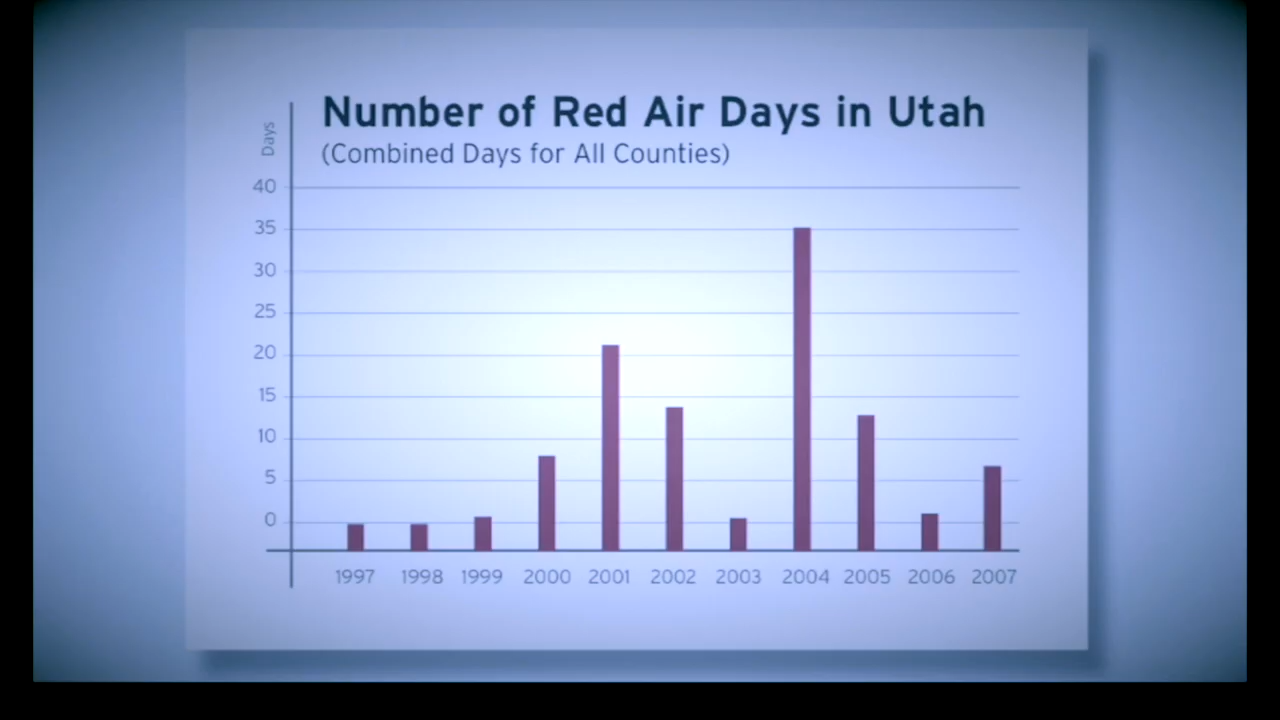 Number of Red Air Days in Utah
(Combined Days for All Counties)
Days
40
35
30
25
20
15
10
5
0
1997 1998 1999 2000 2001 2002 2003 2004 2005 2006 2007